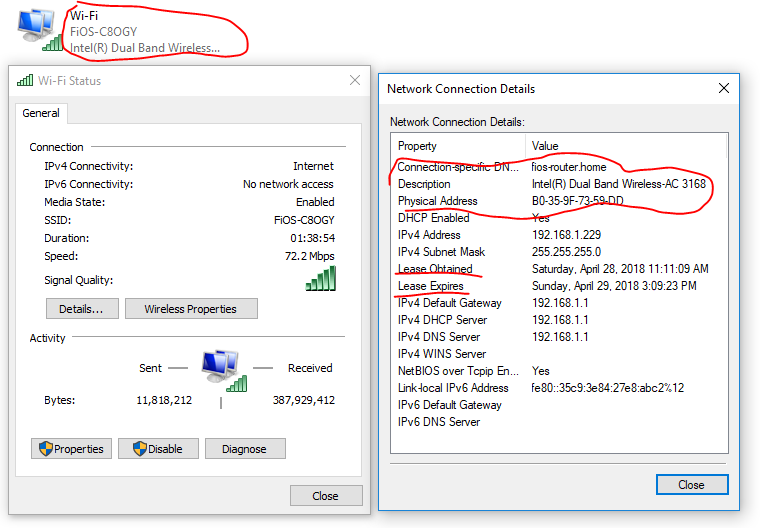 Wi-Fi
FiOS-C8OGY
Intel(R) Dual Band Wireless...
Wi-Fi Status
General
Connection
IPv4 Connectivity: Internet
IPv6 Connectivity: No network access
Media State: Enabled
SSID: FiOS-C8OGY
Duration: 01:38:54
Speed: 72.2 Mbps
Signal Quality:
Details... Wireless Properties
Activity
Sent Received
Bytes: 11,818,212 387,929,412
Properties Disable Diagnose
Close
Network Connection Details
Network Connection Details:
Property Value
Connection-specific DN... fios-router.home
Description Intel(R) Dual Band Wireless-AC 3168
Physical Address B0-35-9F-73-59-DD
DHCP Enabled Yes
IPv4 Address 192.168.1.229
IPv4 Subnet Mask 255.255.255.0
Lease Obtained Saturday, April 28, 2018 11:11:09 AM
Lease Expires Sunday, April 29, 2018 3:09:23 PM
IPv4 Default Gateway 192.168.1.1
IPv4 DHCP Server 192.168.1.1
IPv4 DNS Server 192.168.1.1
IPv4 WINS Server
NetBIOS over Tcpip En... Yes
Link-local IPv6 Address fe80::35c9:3e84:27e8:abc2%12
IPv6 Default Gateway
IPv6 DNS Server
Close